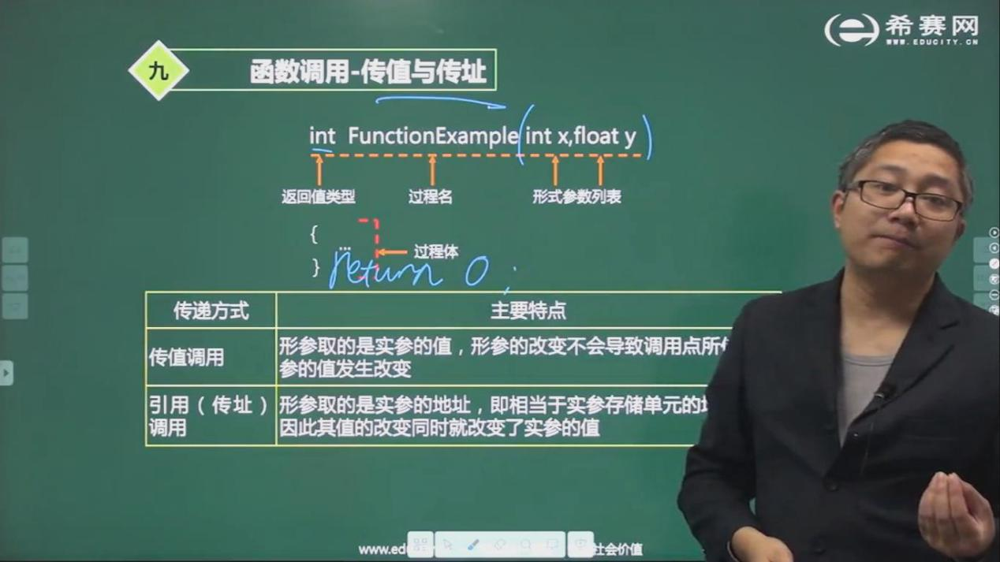 希赛网
WWW.EDUCITY.CN
九
函数调用-传值与传址
int FunctionExample(int x,float y)
返回值类型 过程名 形式参数列表
{
...
过程体
} return 0;
传递方式 主要特点
传值调用 形参取的是实参的值，形参的改变不会导致调用点所
参的值发生改变
引用（传址） 形参取的是实参的地址，即相当于实参存储单元的
调用 因此其值的改变同时就改变了实参的值
社会价值